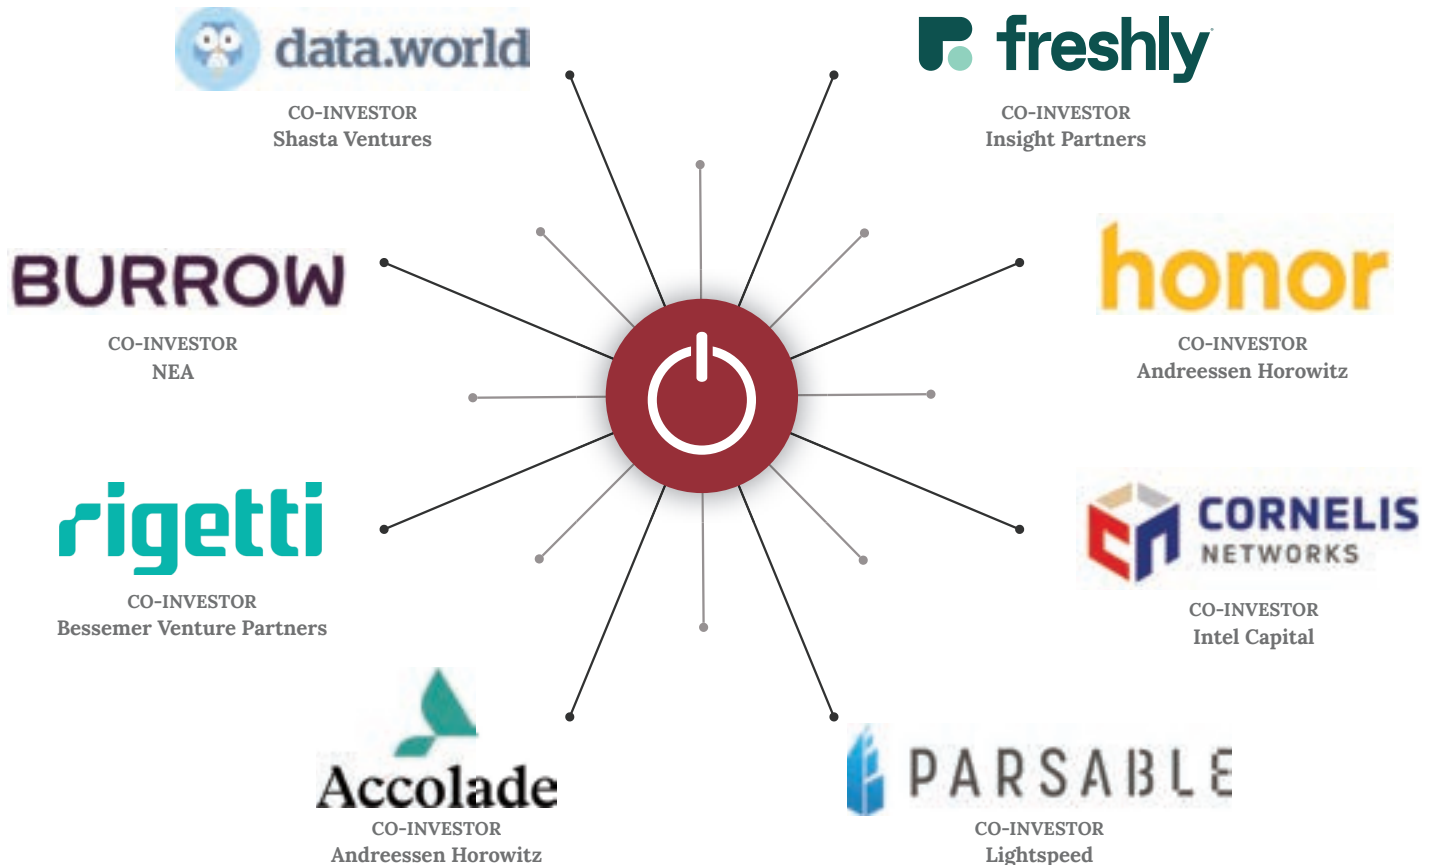 data.world
CO-INVESTOR
Shasta Ventures
freshly
CO-INVESTOR
Insight Partners
BURROW
CO-INVESTOR
NEA
honor
CO-INVESTOR
Andreessen Horowitz
rigetti
CO-INVESTOR
Bessemer Venture Partners
CORNELIS
NETWORKS
CO-INVESTOR
Intel Capital
Accolade
CO-INVESTOR
Andreessen Horowitz
PARSABLE
CO-INVESTOR
Lightspeed